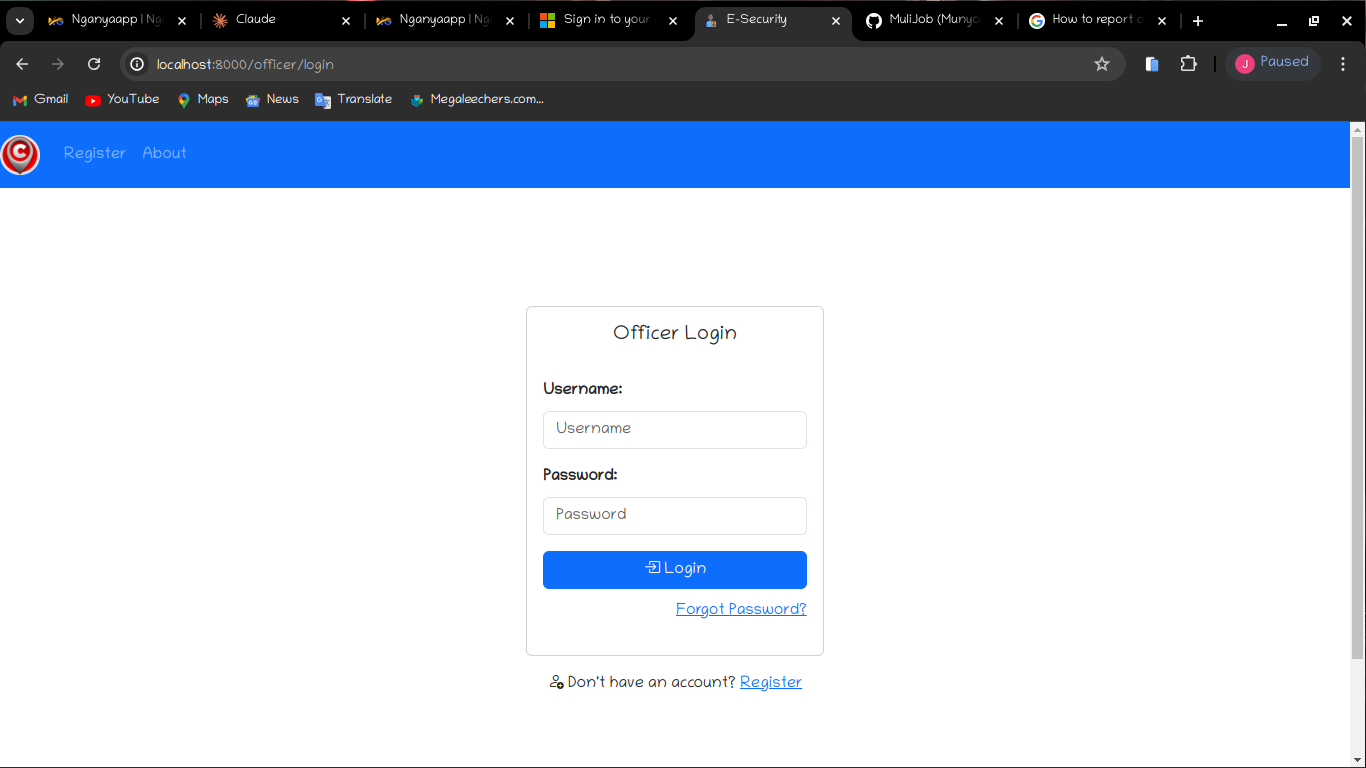 Nganyaapp | Ng
Claude
Nganyaapp | Ng
Sign in to your
E-Security
MuliJob (Munyo
How to report c
localhost:8000/officer/login
J
Paused
Gmail
YouTube
Maps
News
Translate
Megaleechers.com...
C
Register
About
Officer Login
Username:
Username
Password:
Password
Login
Forgot Password?
Don't have an account? Register